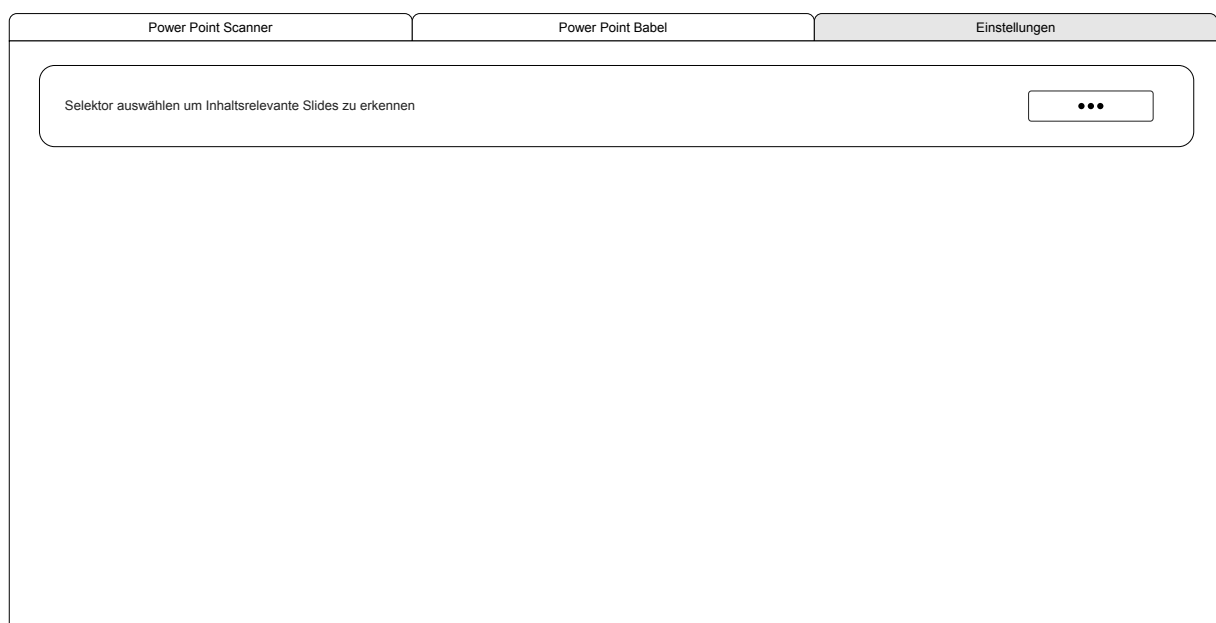 Power Point Scanner
Power Point Babel
Einstellungen
Selektor auswählen um Inhaltsrelevante Slides zu erkennen
•••